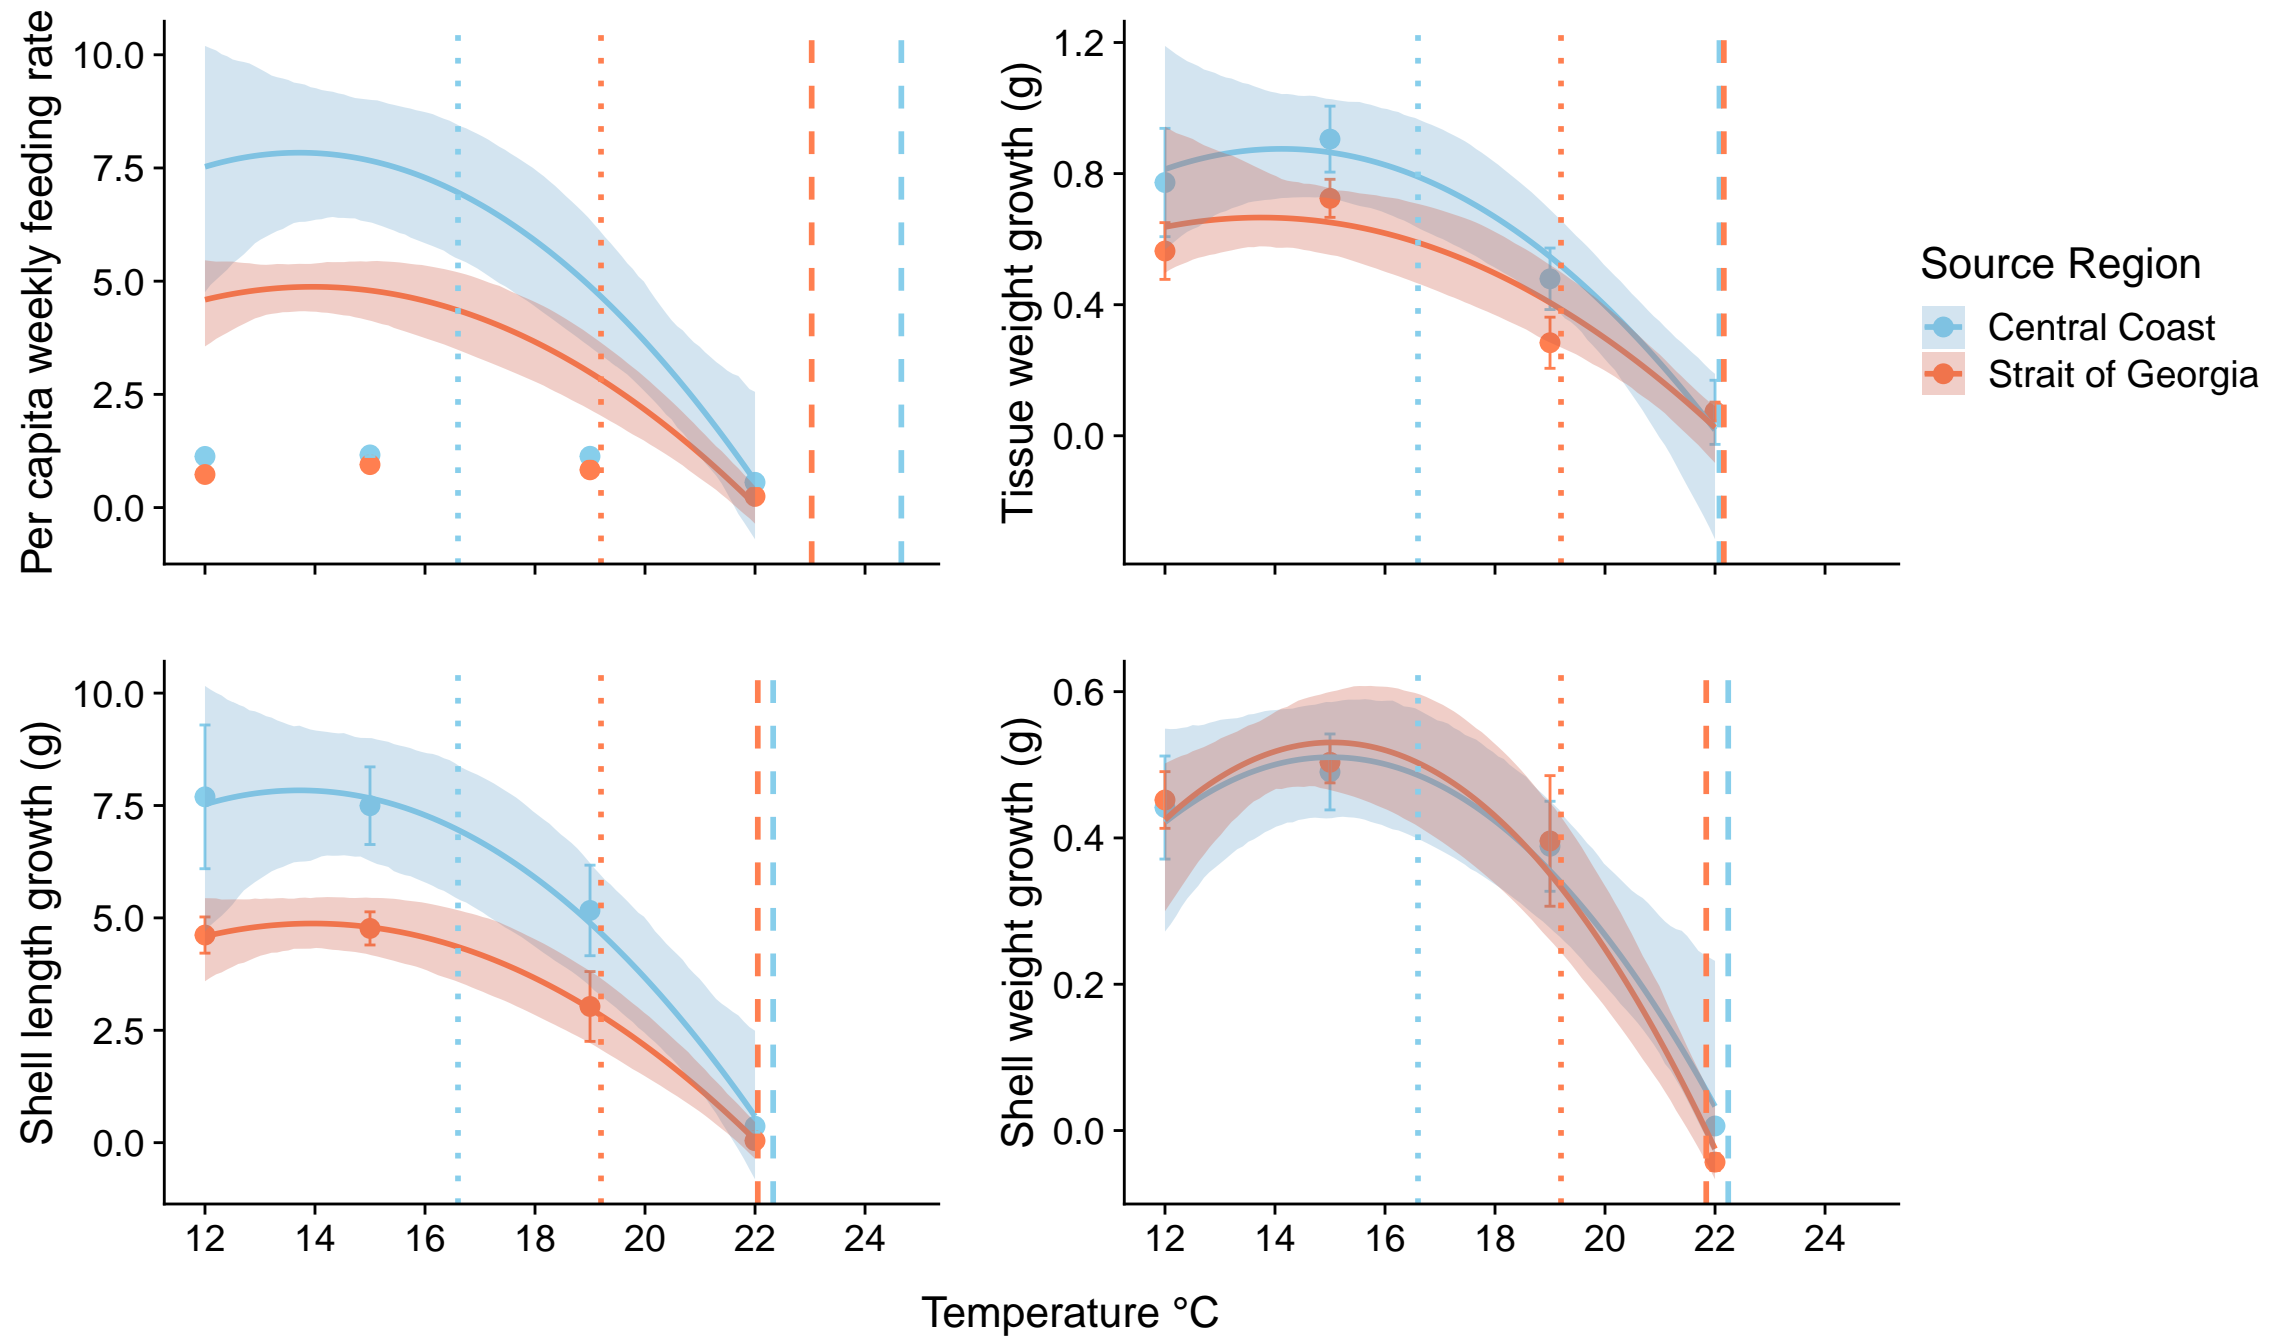 Per capita weekly feeding rate
10.0
7.5
5.0
2.5
0.0
Tissue weight growth (g)
1.2
0.8
0.4
0.0
Source Region
Central Coast
Strait of Georgia
Shell length growth (g)
10.0
7.5
5.0
2.5
0.0
12 14 16 18 20 22 24
Shell weight growth (g)
0.6
0.4
0.2
0.0
12 14 16 18 20 22 24
Temperature °C